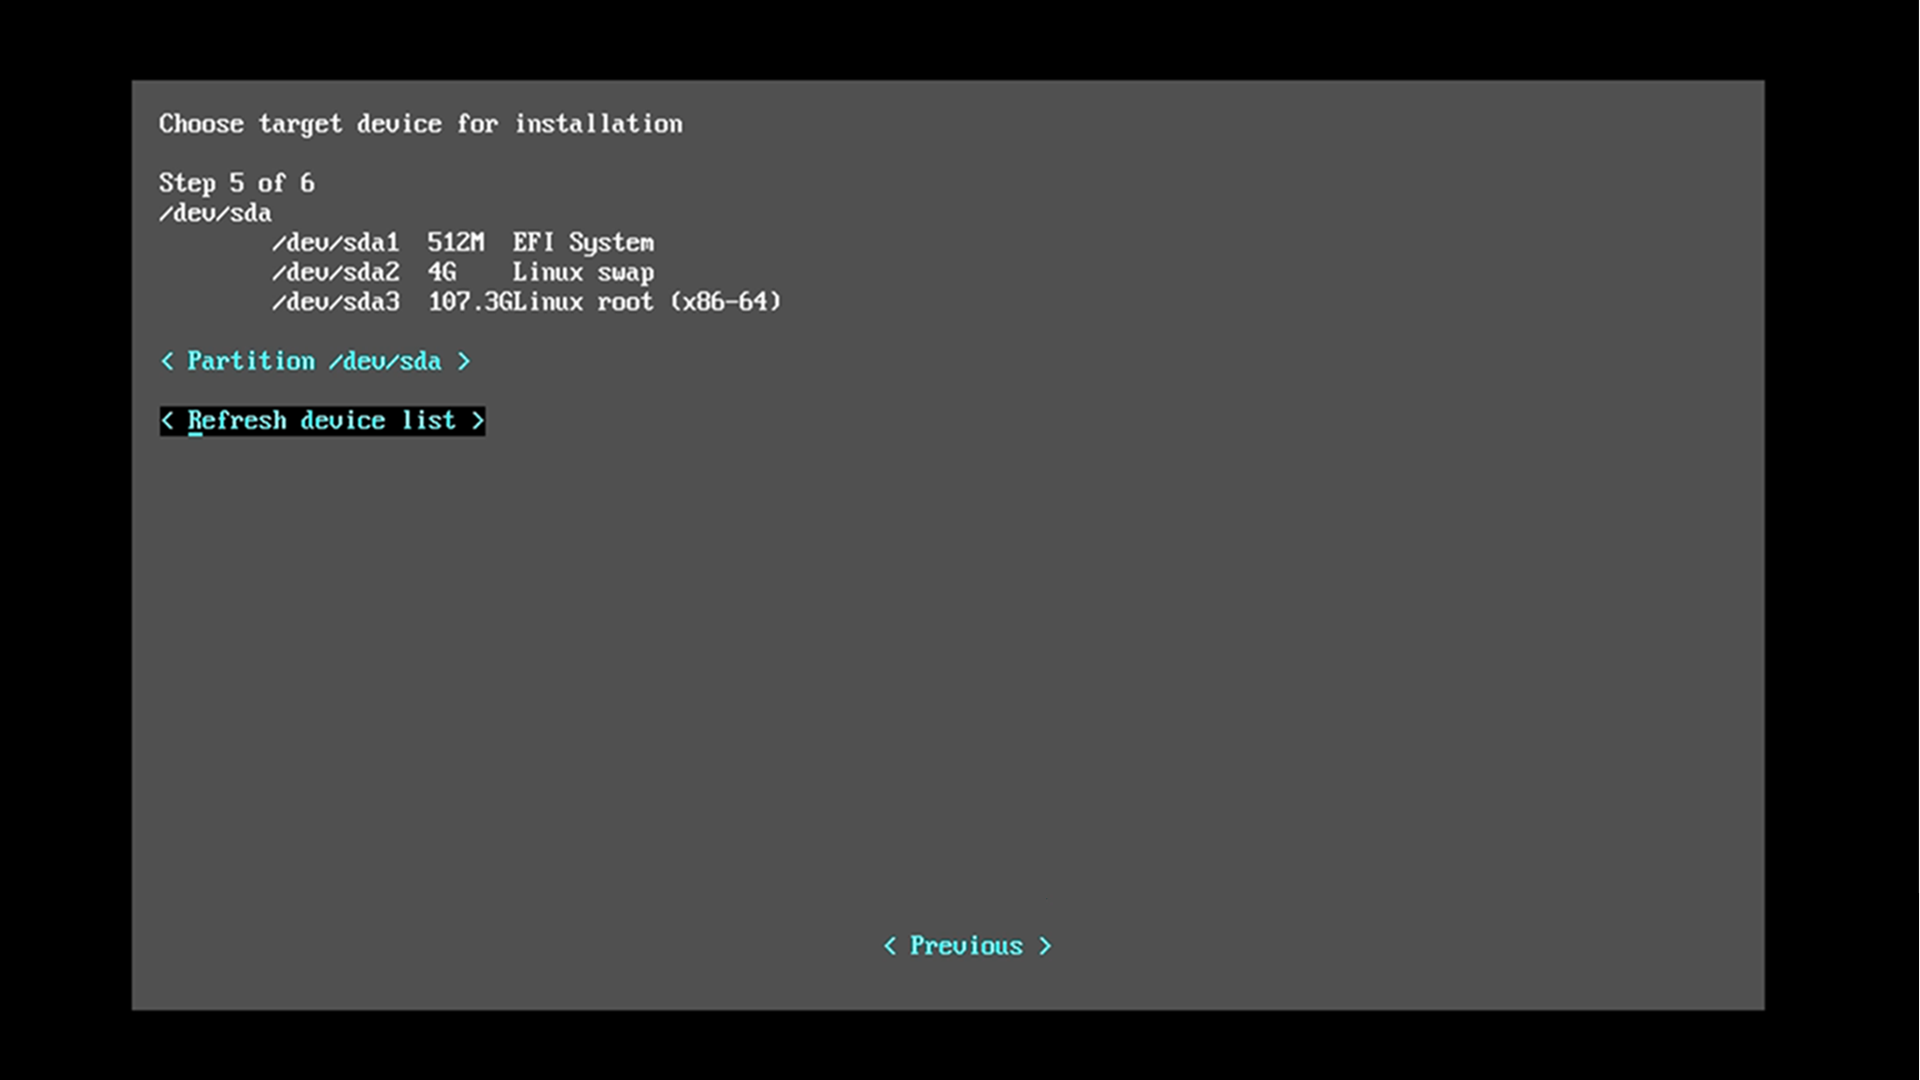 Choose target device for installation
Step 5 of 6
/dev/sda
/dev/sda1 512M EFI System
/dev/sda2 4G Linux swap
/dev/sda3 107.3GLinux root (x86-64)
< Partition /dev/sda >
< Refresh device list >
< Previous >